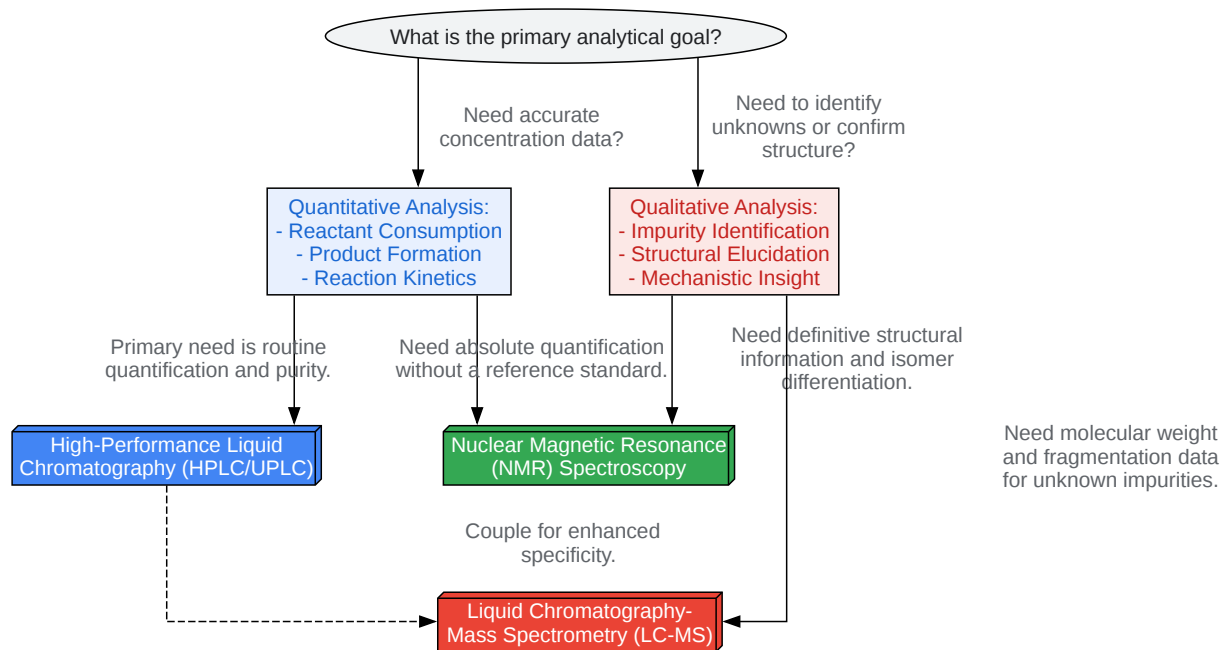 What is the primary analytical goal?
Need accurate
concentration data?
Need to identify
unknowns or confirm
structure?
Quantitative Analysis:
- Reactant Consumption
- Product Formation
- Reaction Kinetics
Qualitative Analysis:
- Impurity Identification
- Structural Elucidation
- Mechanistic Insight
Primary need is routine
quantification and purity.
Need absolute quantification
without a reference standard.
Need definitive structural
information and isomer
differentiation.
High-Performance Liquid
Chromatography (HPLC/UPLC)
Nuclear Magnetic Resonance
(NMR) Spectroscopy
Need molecular weight
and fragmentation data
for unknown impurities.
Couple for enhanced
specificity.
Liquid Chromatography-
Mass Spectrometry (LC-MS)